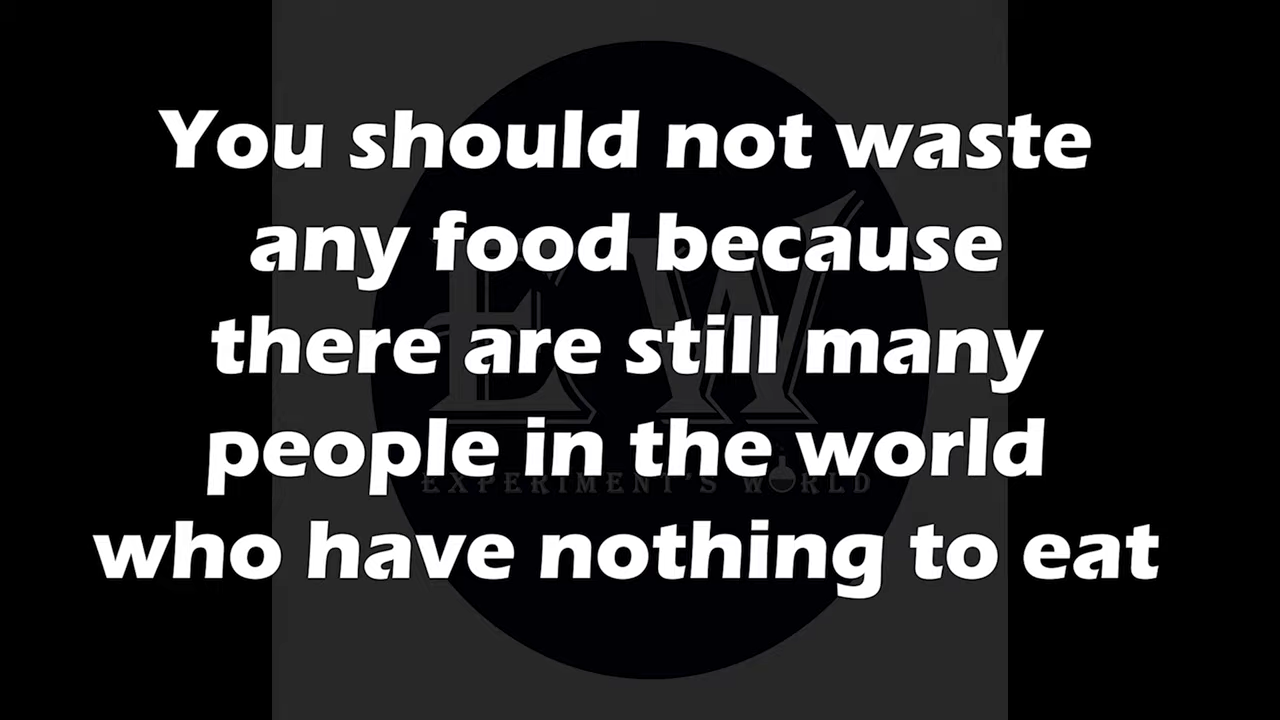 You should not waste
any food because
there are still many
people in the world
who have nothing to eat
EW
EXPERIMENT'S WORLD